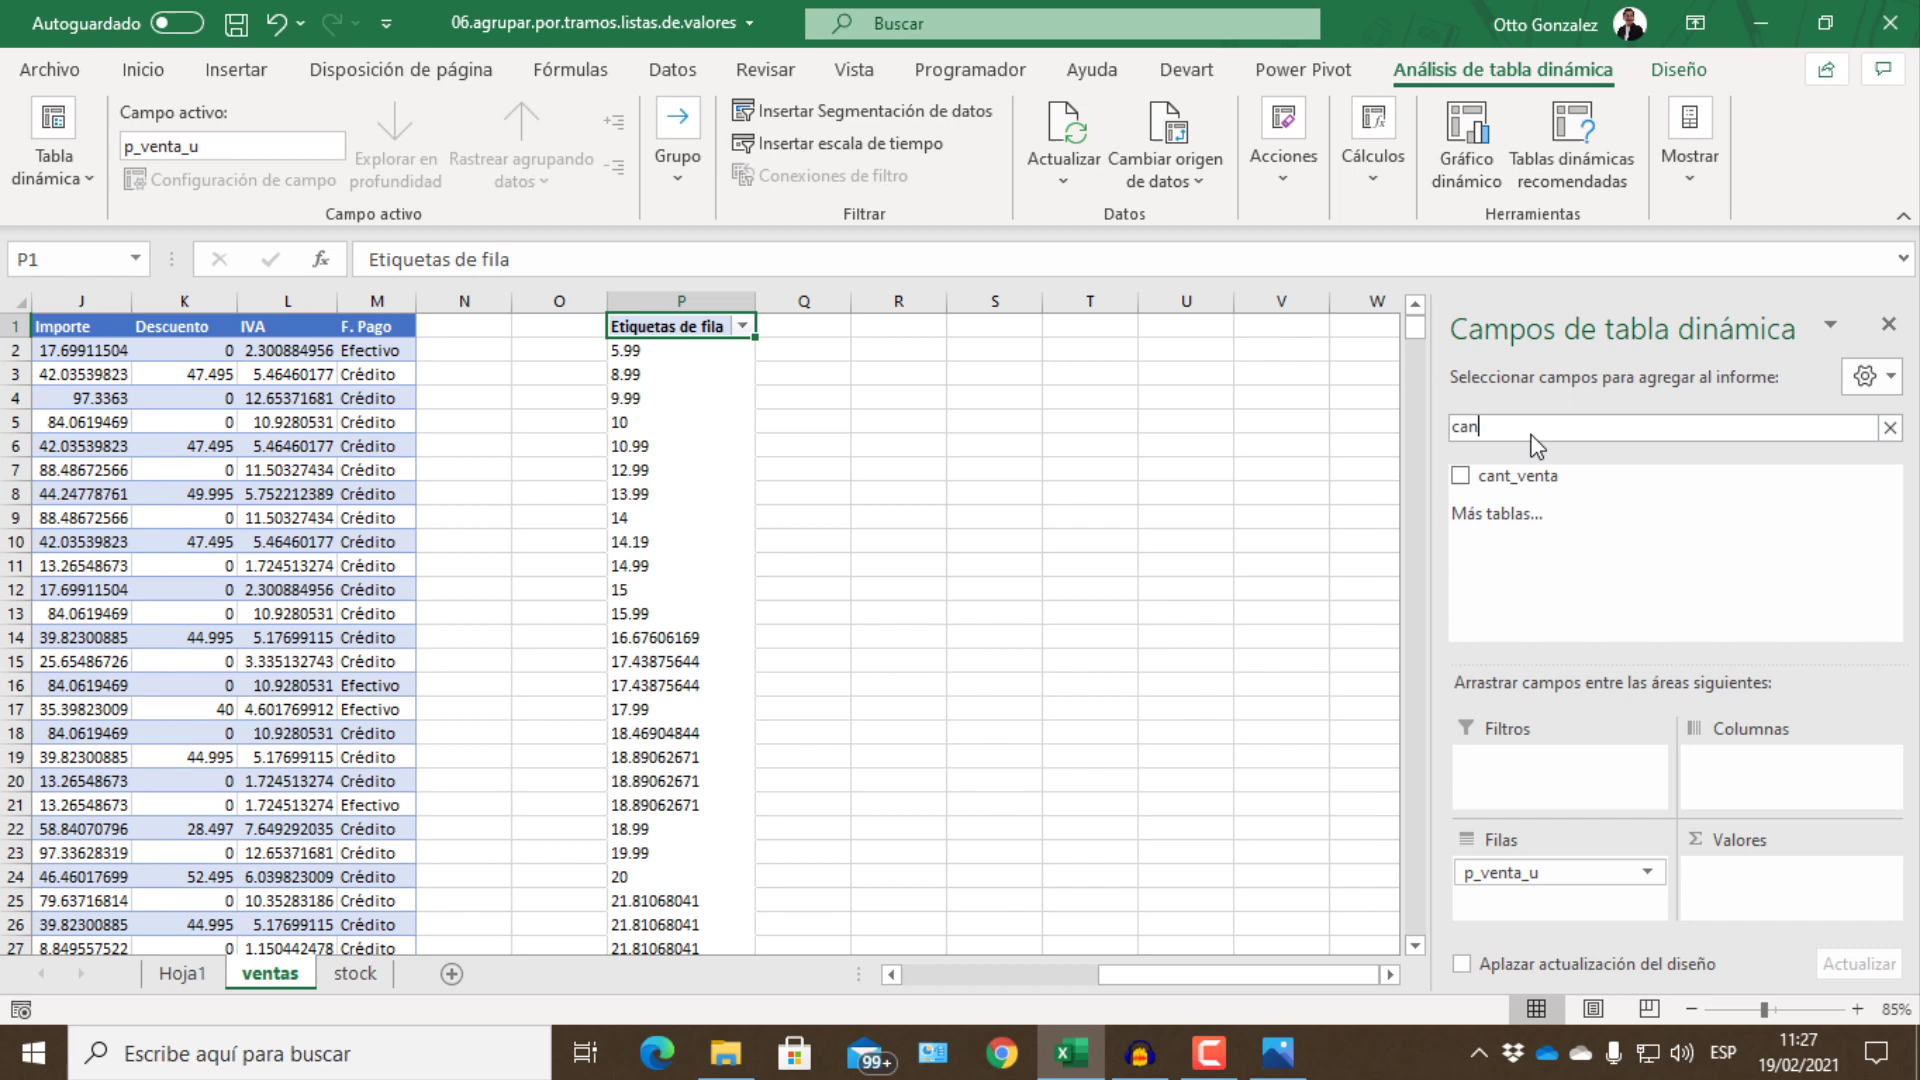 Autoguardado
06.agrupar.por.tramos.listas.de.valores
Buscar
Otto Gonzalez
Archivo Inicio Insertar Disposición de página Fórmulas Datos Revisar Vista Programador Ayuda Devart Power Pivot Análisis de tabla dinámica Diseño
Tabla dinámica
Campo activo:
p_venta_u
Configuración de campo
Explorar en profundidad
Rastrear agrupando datos
Campo activo
Grupo
Insertar Segmentación de datos
Insertar escala de tiempo
Conexiones de filtro
Filtrar
Actualizar
Cambiar origen de datos
Datos
Acciones
Cálculos
Gráfico dinámico
Tablas dinámicas recomendadas
Herramientas
Mostrar
P1
fx
Etiquetas de fila
J K L M N O P Q R S T U V W
1 Importe Descuento IVA F. Pago Etiquetas de fila
2 17.69911504 0 2.300884956 Efectivo 5.99
3 42.03539823 47.495 5.46460177 Crédito 8.99
4 97.3363 0 12.65371681 Crédito 9.99
5 84.0619469 0 10.9280531 Crédito 10
6 42.03539823 47.495 5.46460177 Crédito 10.99
7 88.48672566 0 11.50327434 Crédito 12.99
8 44.24778761 49.995 5.752212389 Crédito 13.99
9 88.48672566 0 11.50327434 Crédito 14
10 42.03539823 47.495 5.46460177 Crédito 14.19
11 13.26548673 0 1.724513274 Crédito 14.99
12 17.69911504 0 2.300884956 Crédito 15
13 84.0619469 0 10.9280531 Crédito 15.99
14 39.82300885 44.995 5.17699115 Crédito 16.67606169
15 25.65486726 0 3.335132743 Crédito 17.43875644
16 84.0619469 0 10.9280531 Efectivo 17.43875644
17 35.39823009 40 4.601769912 Efectivo 17.99
18 84.0619469 0 10.9280531 Crédito 18.46904844
19 39.82300885 44.995 5.17699115 Crédito 18.89062671
20 13.26548673 0 1.724513274 Crédito 18.89062671
21 13.26548673 0 1.724513274 Efectivo 18.89062671
22 58.84070796 28.497 7.649292035 Crédito 18.99
23 97.33628319 0 12.65371681 Crédito 19.99
24 46.46017699 52.495 6.039823009 Crédito 20
25 79.63716814 0 10.35283186 Crédito 21.81068041
26 39.82300885 44.995 5.17699115 Crédito 21.81068041
27 8.849557522 0 1.150442478 Crédito 21.81068041
Campos de tabla dinámica
Seleccionar campos para agregar al informe:
can
cant_venta
Más tablas...
Arrastrar campos entre las áreas siguientes:
Filtros
Columnas
Filas
Σ Valores
p_venta_u
Aplazar actualización del diseño
Actualizar
Hoja1 ventas stock
85%
Escribe aquí para buscar
99+
ESP
11:27
19/02/2021